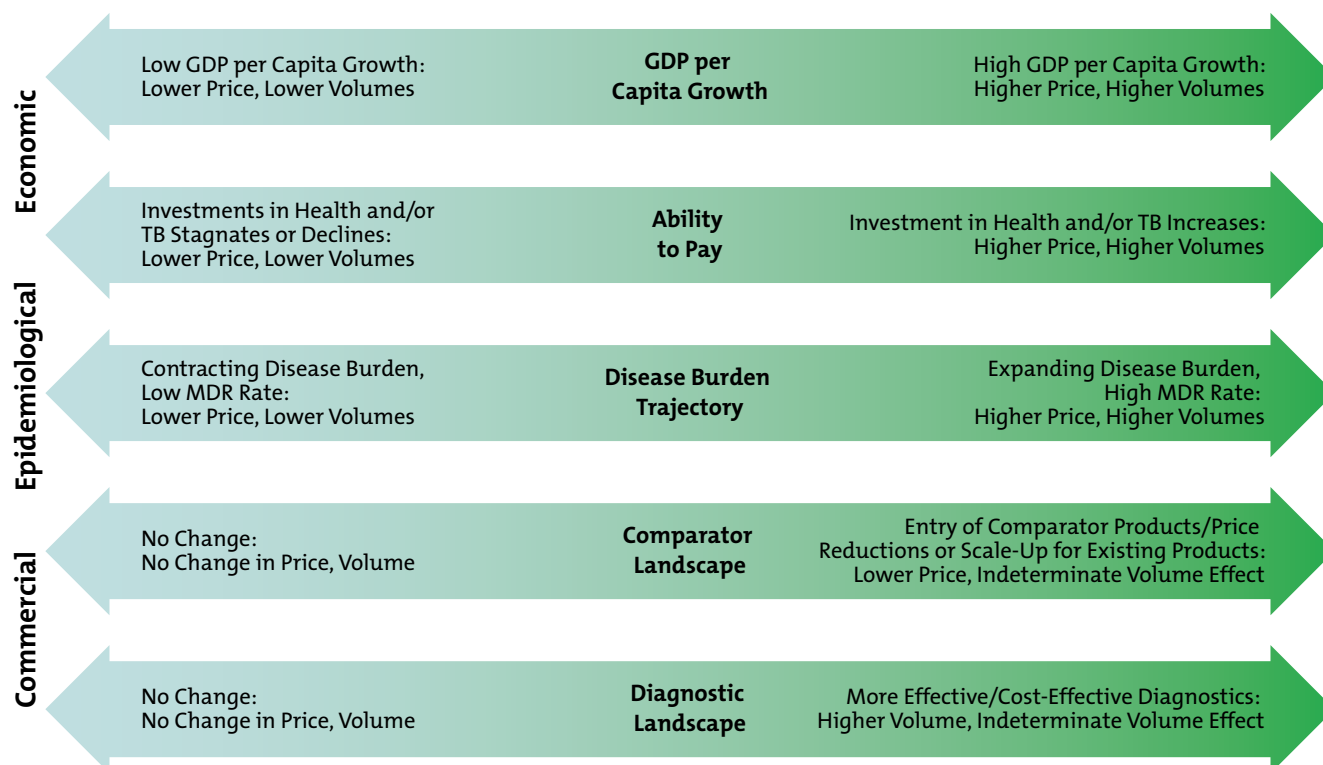 Economic
Low GDP per Capita Growth:
Lower Price, Lower Volumes
GDP per
Capita Growth
High GDP per Capita Growth:
Higher Price, Higher Volumes
Investments in Health and/or
TB Stagnates or Declines:
Lower Price, Lower Volumes
Ability
to Pay
Investment in Health and/or TB Increases:
Higher Price, Higher Volumes
Epidemiological
Contracting Disease Burden,
Low MDR Rate:
Lower Price, Lower Volumes
Disease Burden
Trajectory
Expanding Disease Burden,
High MDR Rate:
Higher Price, Higher Volumes
Commercial
No Change:
No Change in Price, Volume
Comparator
Landscape
Entry of Comparator Products/Price
Reductions or Scale-Up for Existing Products:
Lower Price, Indeterminate Volume Effect
No Change:
No Change in Price, Volume
Diagnostic
Landscape
More Effective/Cost-Effective Diagnostics:
Higher Volume, Indeterminate Volume Effect